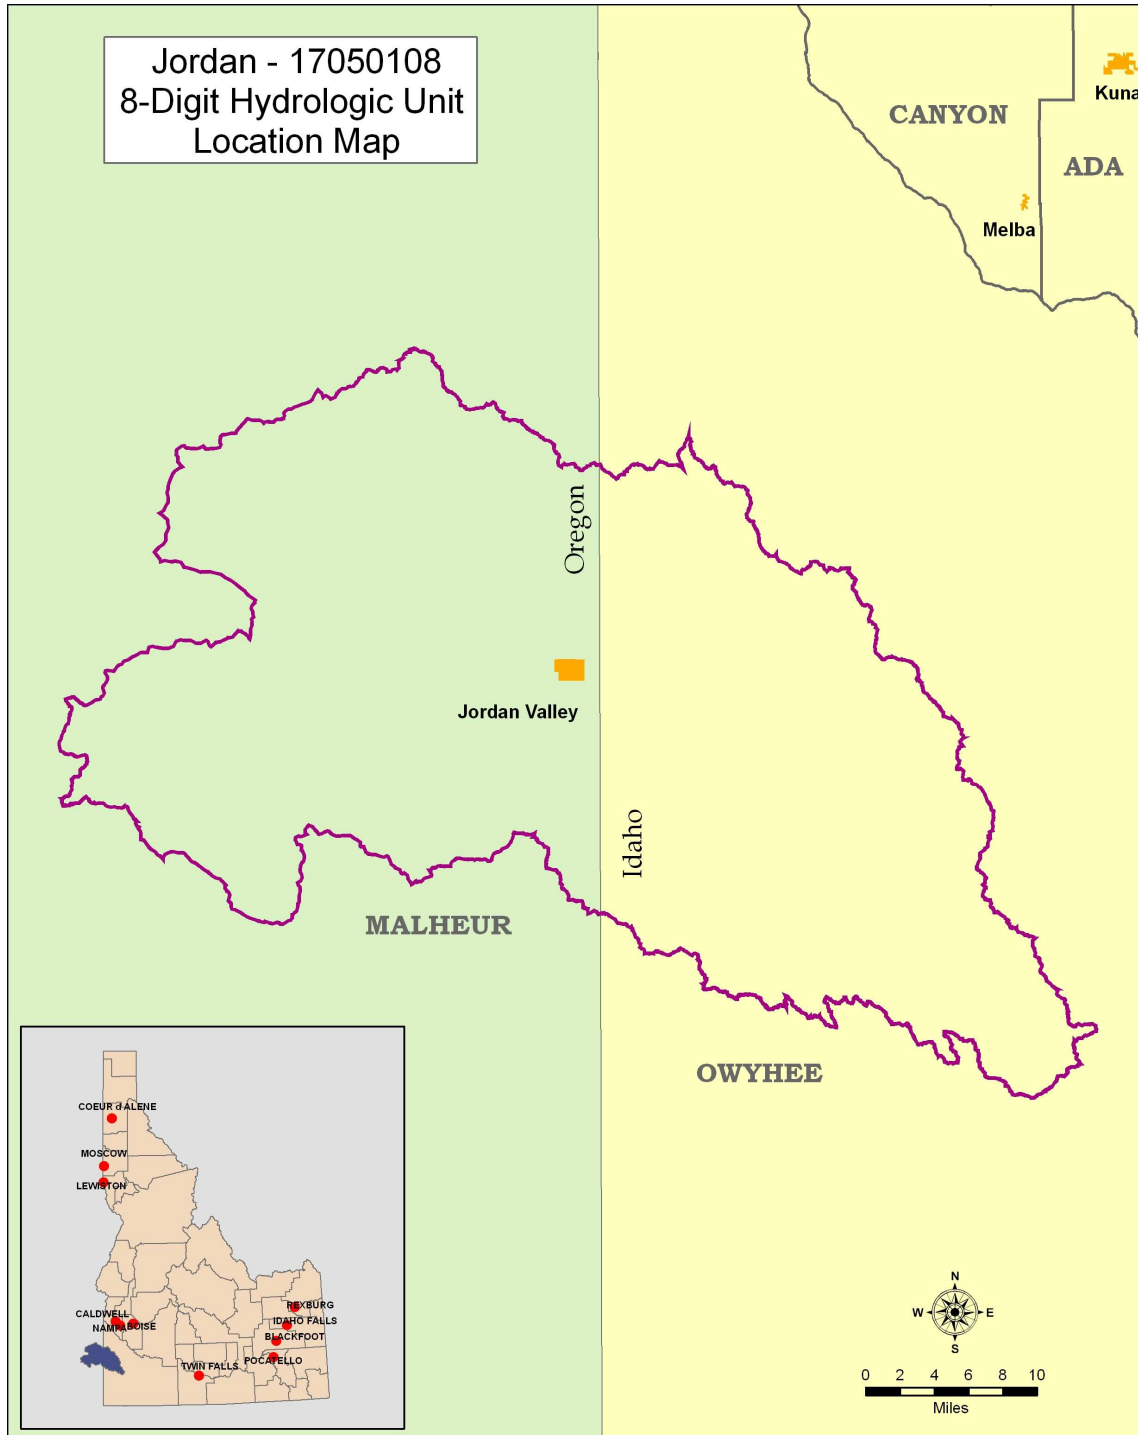 Jordan - 17050108
8-Digit Hydrologic Unit
Location Map
Kuna
CANYON
ADA
Melba
Oregon
Jordan Valley
Idaho
MALHEUR
OWYHEE
COEUR d ALENE
MOSCOW
LEWISTON
CALDWELL
NAMPA
BOISE
REXBURG
IDAHO FALLS
BLACKFOOT
POCATELLO
TWIN FALLS
N
W E
S
0 2 4 6 8 10
Miles